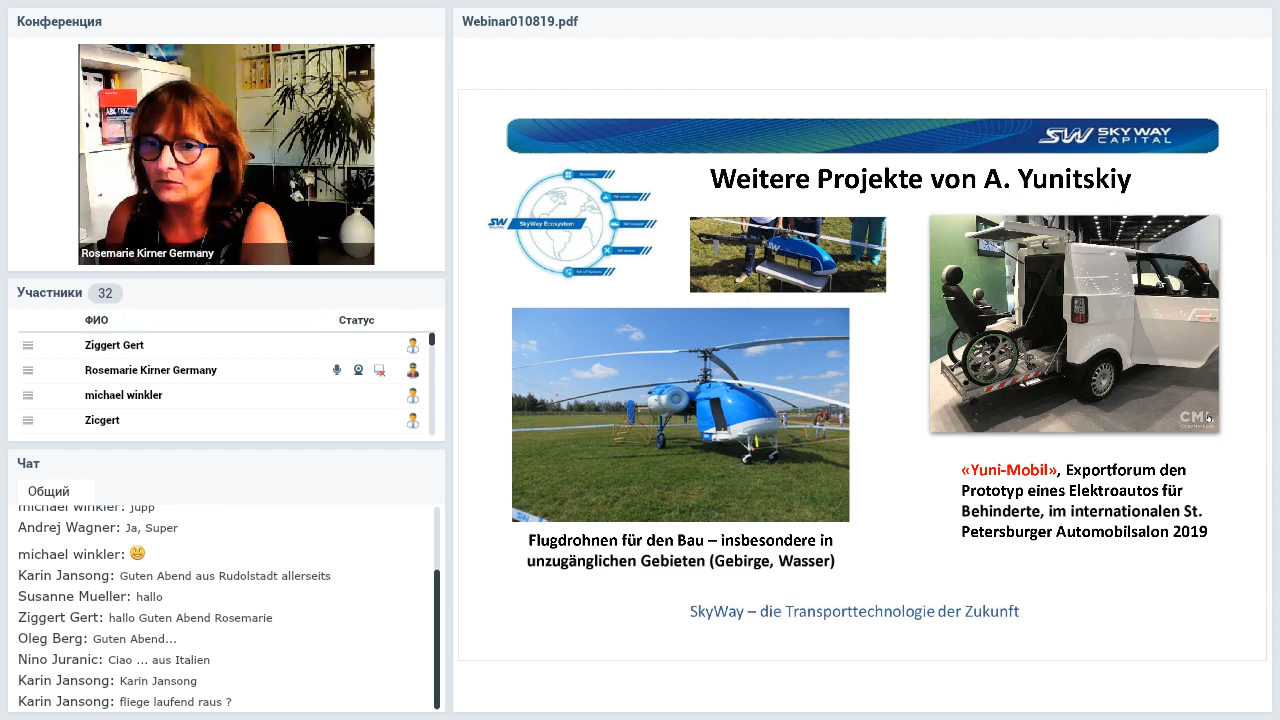 Конференция
ABC TRIZ
Rosemarie Kirner Germany
Участники 32
ФИО Статус
Ziggert Gert
Rosemarie Kirner Germany
michael winkler
Zicgert
Чат
Общий
michael winkler: jupp
Andrej Wagner: Ja, Super
michael winkler:
Karin Jansong: Guten Abend aus Rudolstadt allerseits
Susanne Mueller: hallo
Ziggert Gert: hallo Guten Abend Rosemarie
Oleg Berg: Guten Abend...
Nino Juranic: Ciao ... aus Italien
Karin Jansong: Karin Jansong
Karin Jansong: fliege laufend raus ?
Webinar010819.pdf
SW SKY WAY
CAPITAL
Weitere Projekte von A. Yunitskiy
SW
SkyWay Ecosystem
SW
Flugdrohnen für den Bau – insbesondere in
unzugänglichen Gebieten (Gebirge, Wasser)
«Yuni-Mobil», Exportforum den
Prototyp eines Elektroautos für
Behinderte, im internationalen St.
Petersburger Automobilsalon 2019
SkyWay – die Transporttechnologie der Zukunft